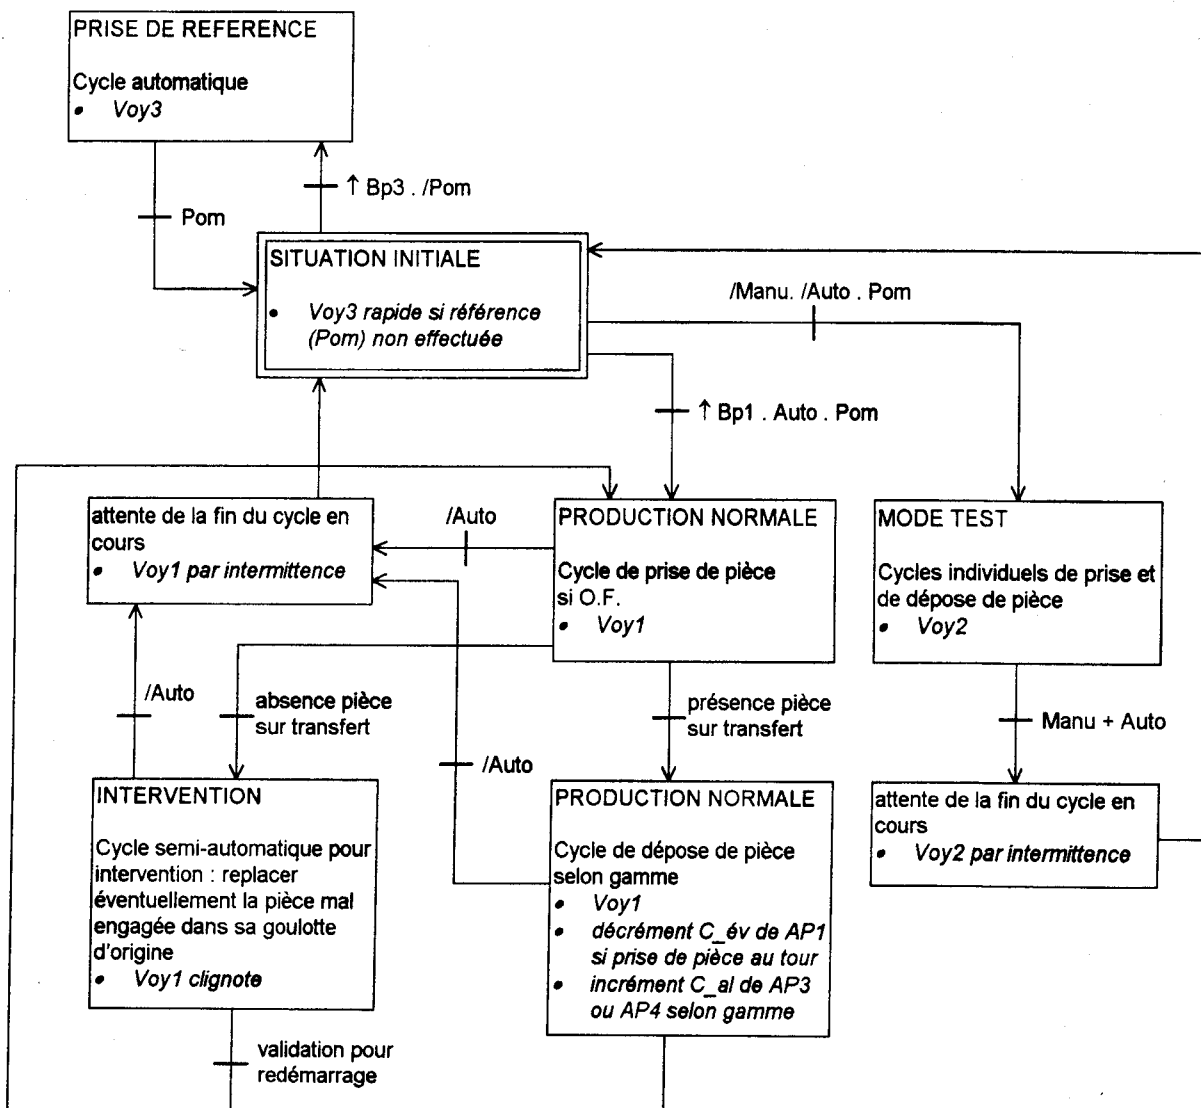 PRISE DE REFERENCE
Cycle automatique
• Voy3
↑ Bp3 . /Pom
Pom
SITUATION INITIALE
• Voy3 rapide si référence
(Pom) non effectuée
/Manu. /Auto . Pom
↑ Bp1 . Auto . Pom
attente de la fin du cycle en
cours
• Voy1 par intermittence
/Auto
PRODUCTION NORMALE
Cycle de prise de pièce
si O.F.
• Voy1
MODE TEST
Cycles individuels de prise et
de dépose de pièce
• Voy2
/Auto
absence pièce
sur transfert
/Auto
présence pièce
sur transfert
Manu + Auto
INTERVENTION
Cycle semi-automatique pour
intervention : replacer
éventuellement la pièce mal
engagée dans sa goulotte
d'origine
• Voy1 clignote
PRODUCTION NORMALE
Cycle de dépose de pièce
selon gamme
• Voy1
• décrément C_év de AP1
si prise de pièce au tour
• incrément C_al de AP3
ou AP4 selon gamme
attente de la fin du cycle en
cours
• Voy2 par intermittence
validation pour
redémarrage